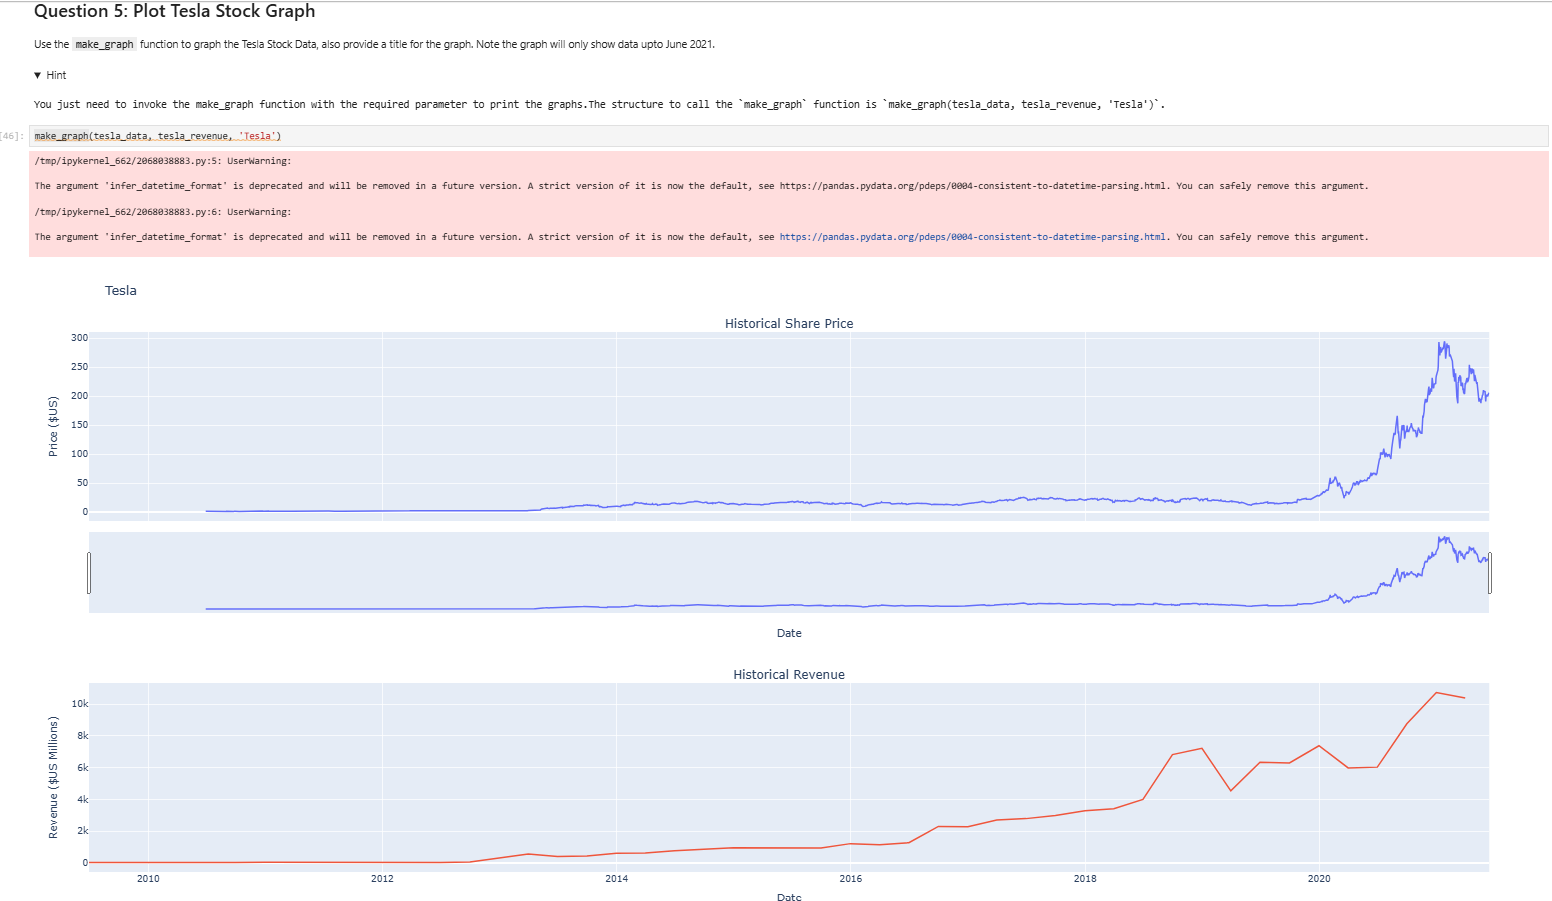 Question 5: Plot Tesla Stock Graph
Use the make_graph function to graph the Tesla Stock Data, also provide a title for the graph. Note the graph will only show data upto June 2021.
▼ Hint
You just need to invoke the make_graph function with the required parameter to print the graphs.The structure to call the `make_graph` function is `make_graph(tesla_data, tesla_revenue, 'Tesla')`.
[46]: make_graph(tesla_data, tesla_revenue, 'Tesla')
/tmp/ipykernel_662/2068038883.py:5: UserWarning:
The argument 'infer_datetime_format' is deprecated and will be removed in a future version. A strict version of it is now the default, see https://pandas.pydata.org/pdeps/0004-consistent-to-datetime-parsing.html. You can safely remove this argument.
/tmp/ipykernel_662/2068038883.py:6: UserWarning:
The argument 'infer_datetime_format' is deprecated and will be removed in a future version. A strict version of it is now the default, see https://pandas.pydata.org/pdeps/0004-consistent-to-datetime-parsing.html. You can safely remove this argument.
Tesla
Historical Share Price
Price ($US)
300
250
200
150
100
50
0
Date
Historical Revenue
Revenue ($US Millions)
10k
8k
6k
4k
2k
0
2010 2012 2014 2016 2018 2020
Date